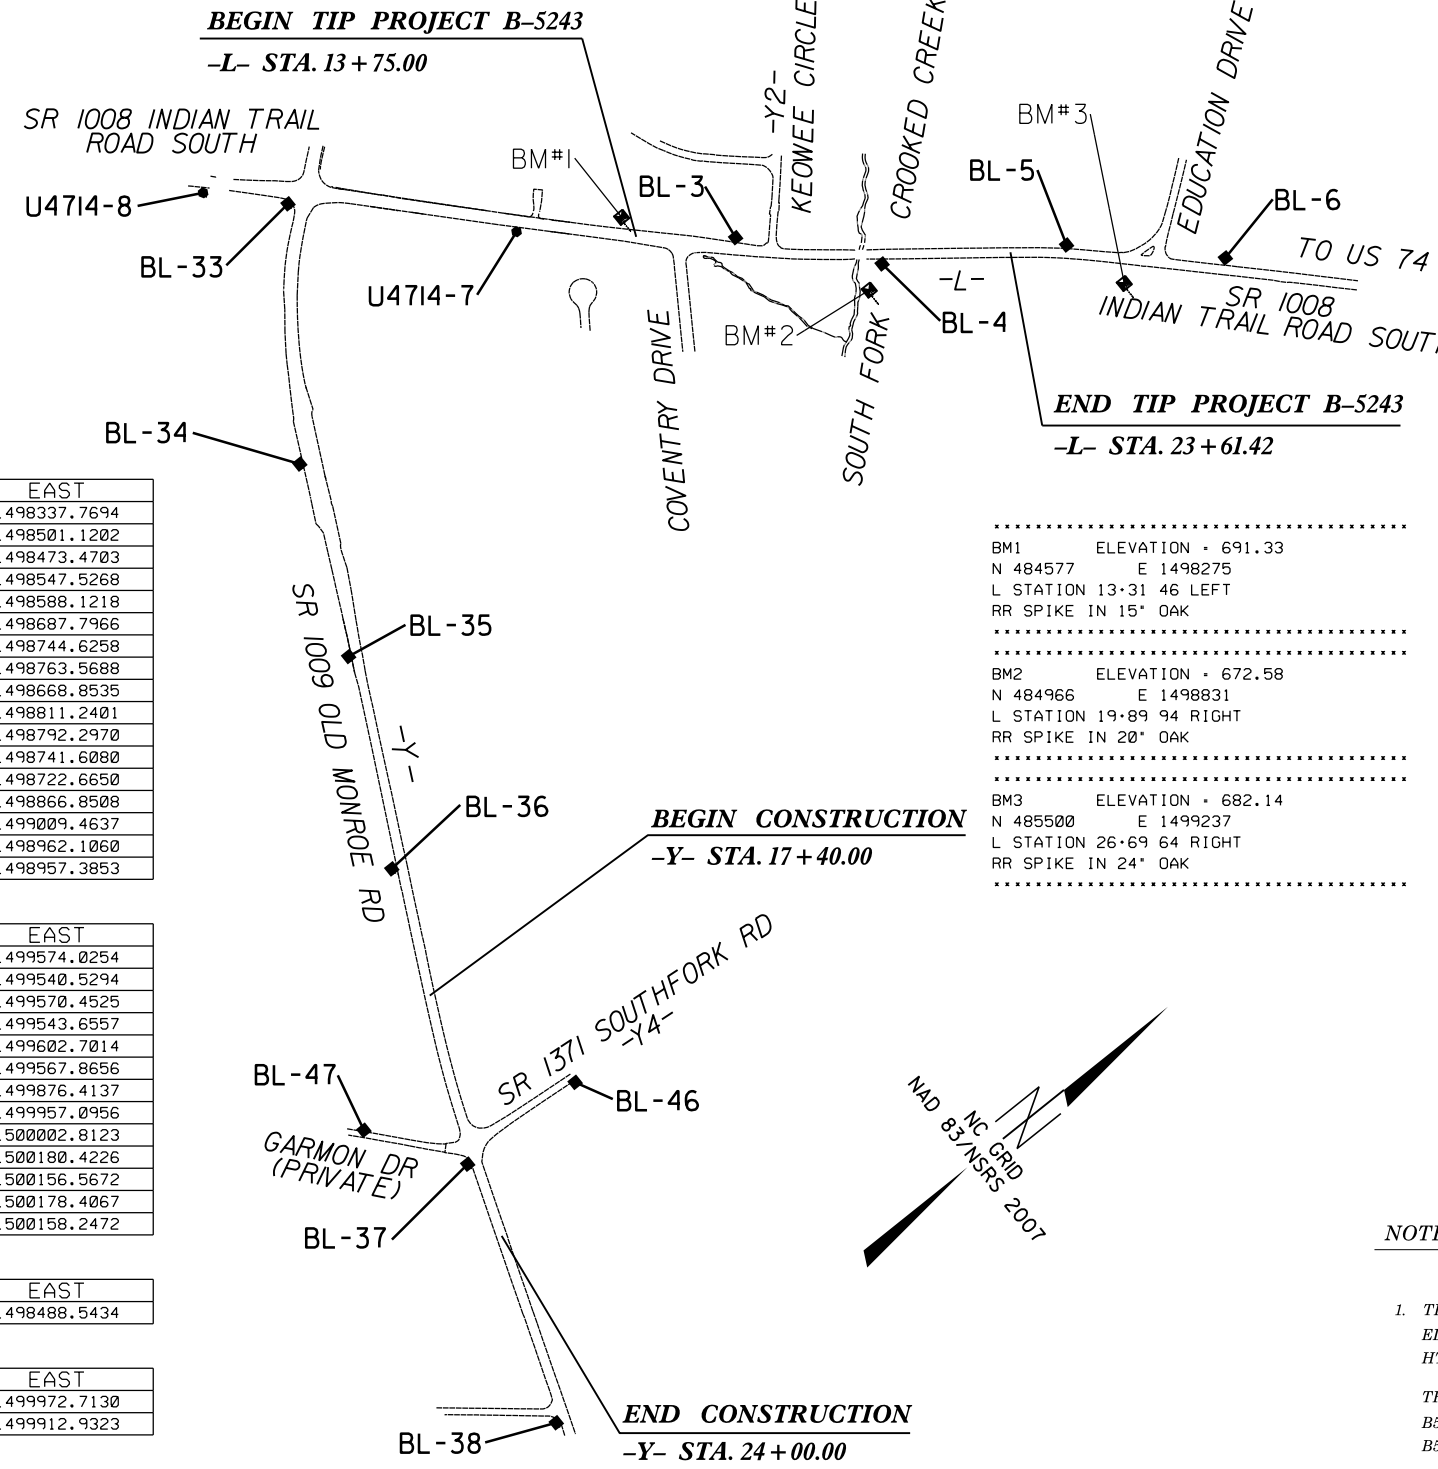 BEGIN TIP PROJECT B–5243
–L– STA. 13+75.00
SR 1008 INDIAN TRAIL
ROAD SOUTH
U4714-8
BL-33
BM#1
BL-3
U4714-7
-Y2-
KEOWEE CIRCLE
CROOKED CREEK
BL-5
BM#3
EDUCATION DRIVE
BL-6
TO US 74
SR 1008
INDIAN TRAIL ROAD SOUT
-L-
BL-4
BM#2
SOUTH FORK
COVENTRY DRIVE
END TIP PROJECT B–5243
–L– STA. 23+61.42
BL-34
EAST
498337.7694
498501.1202
498473.4703
498547.5268
498588.1218
498687.7966
498744.6258
498763.5688
498668.8535
498811.2401
498792.2970
498741.6080
498722.6650
498866.8508
499009.4637
498962.1060
498957.3853
SR 1009 OLD MONROE RD
BL-35
-Y-
BL-36
BM1 ELEVATION = 691.33
N 484577 E 1498275
L STATION 13+31 46 LEFT
RR SPIKE IN 15" OAK
BM2 ELEVATION = 672.58
N 484966 E 1498831
L STATION 19+89 94 RIGHT
RR SPIKE IN 20" OAK
BM3 ELEVATION = 682.14
N 485500 E 1499237
L STATION 26+69 64 RIGHT
RR SPIKE IN 24" OAK
BEGIN CONSTRUCTION
–Y– STA. 17+40.00
EAST
499574.0254
499540.5294
499570.4525
499543.6557
499602.7014
499567.8656
499876.4137
499957.0956
500002.8123
500180.4226
500156.5672
500178.4067
500158.2472
SR 1371 SOUTHFORK RD
-Y4-
BL-47
BL-46
GARMON DR
(PRIVATE)
BL-37
NC GRID
NAD 83/NSRS 2007
EAST
498488.5434
EAST
499972.7130
499912.9323
END CONSTRUCTION
–Y– STA. 24+00.00
BL-38
NOT
1.